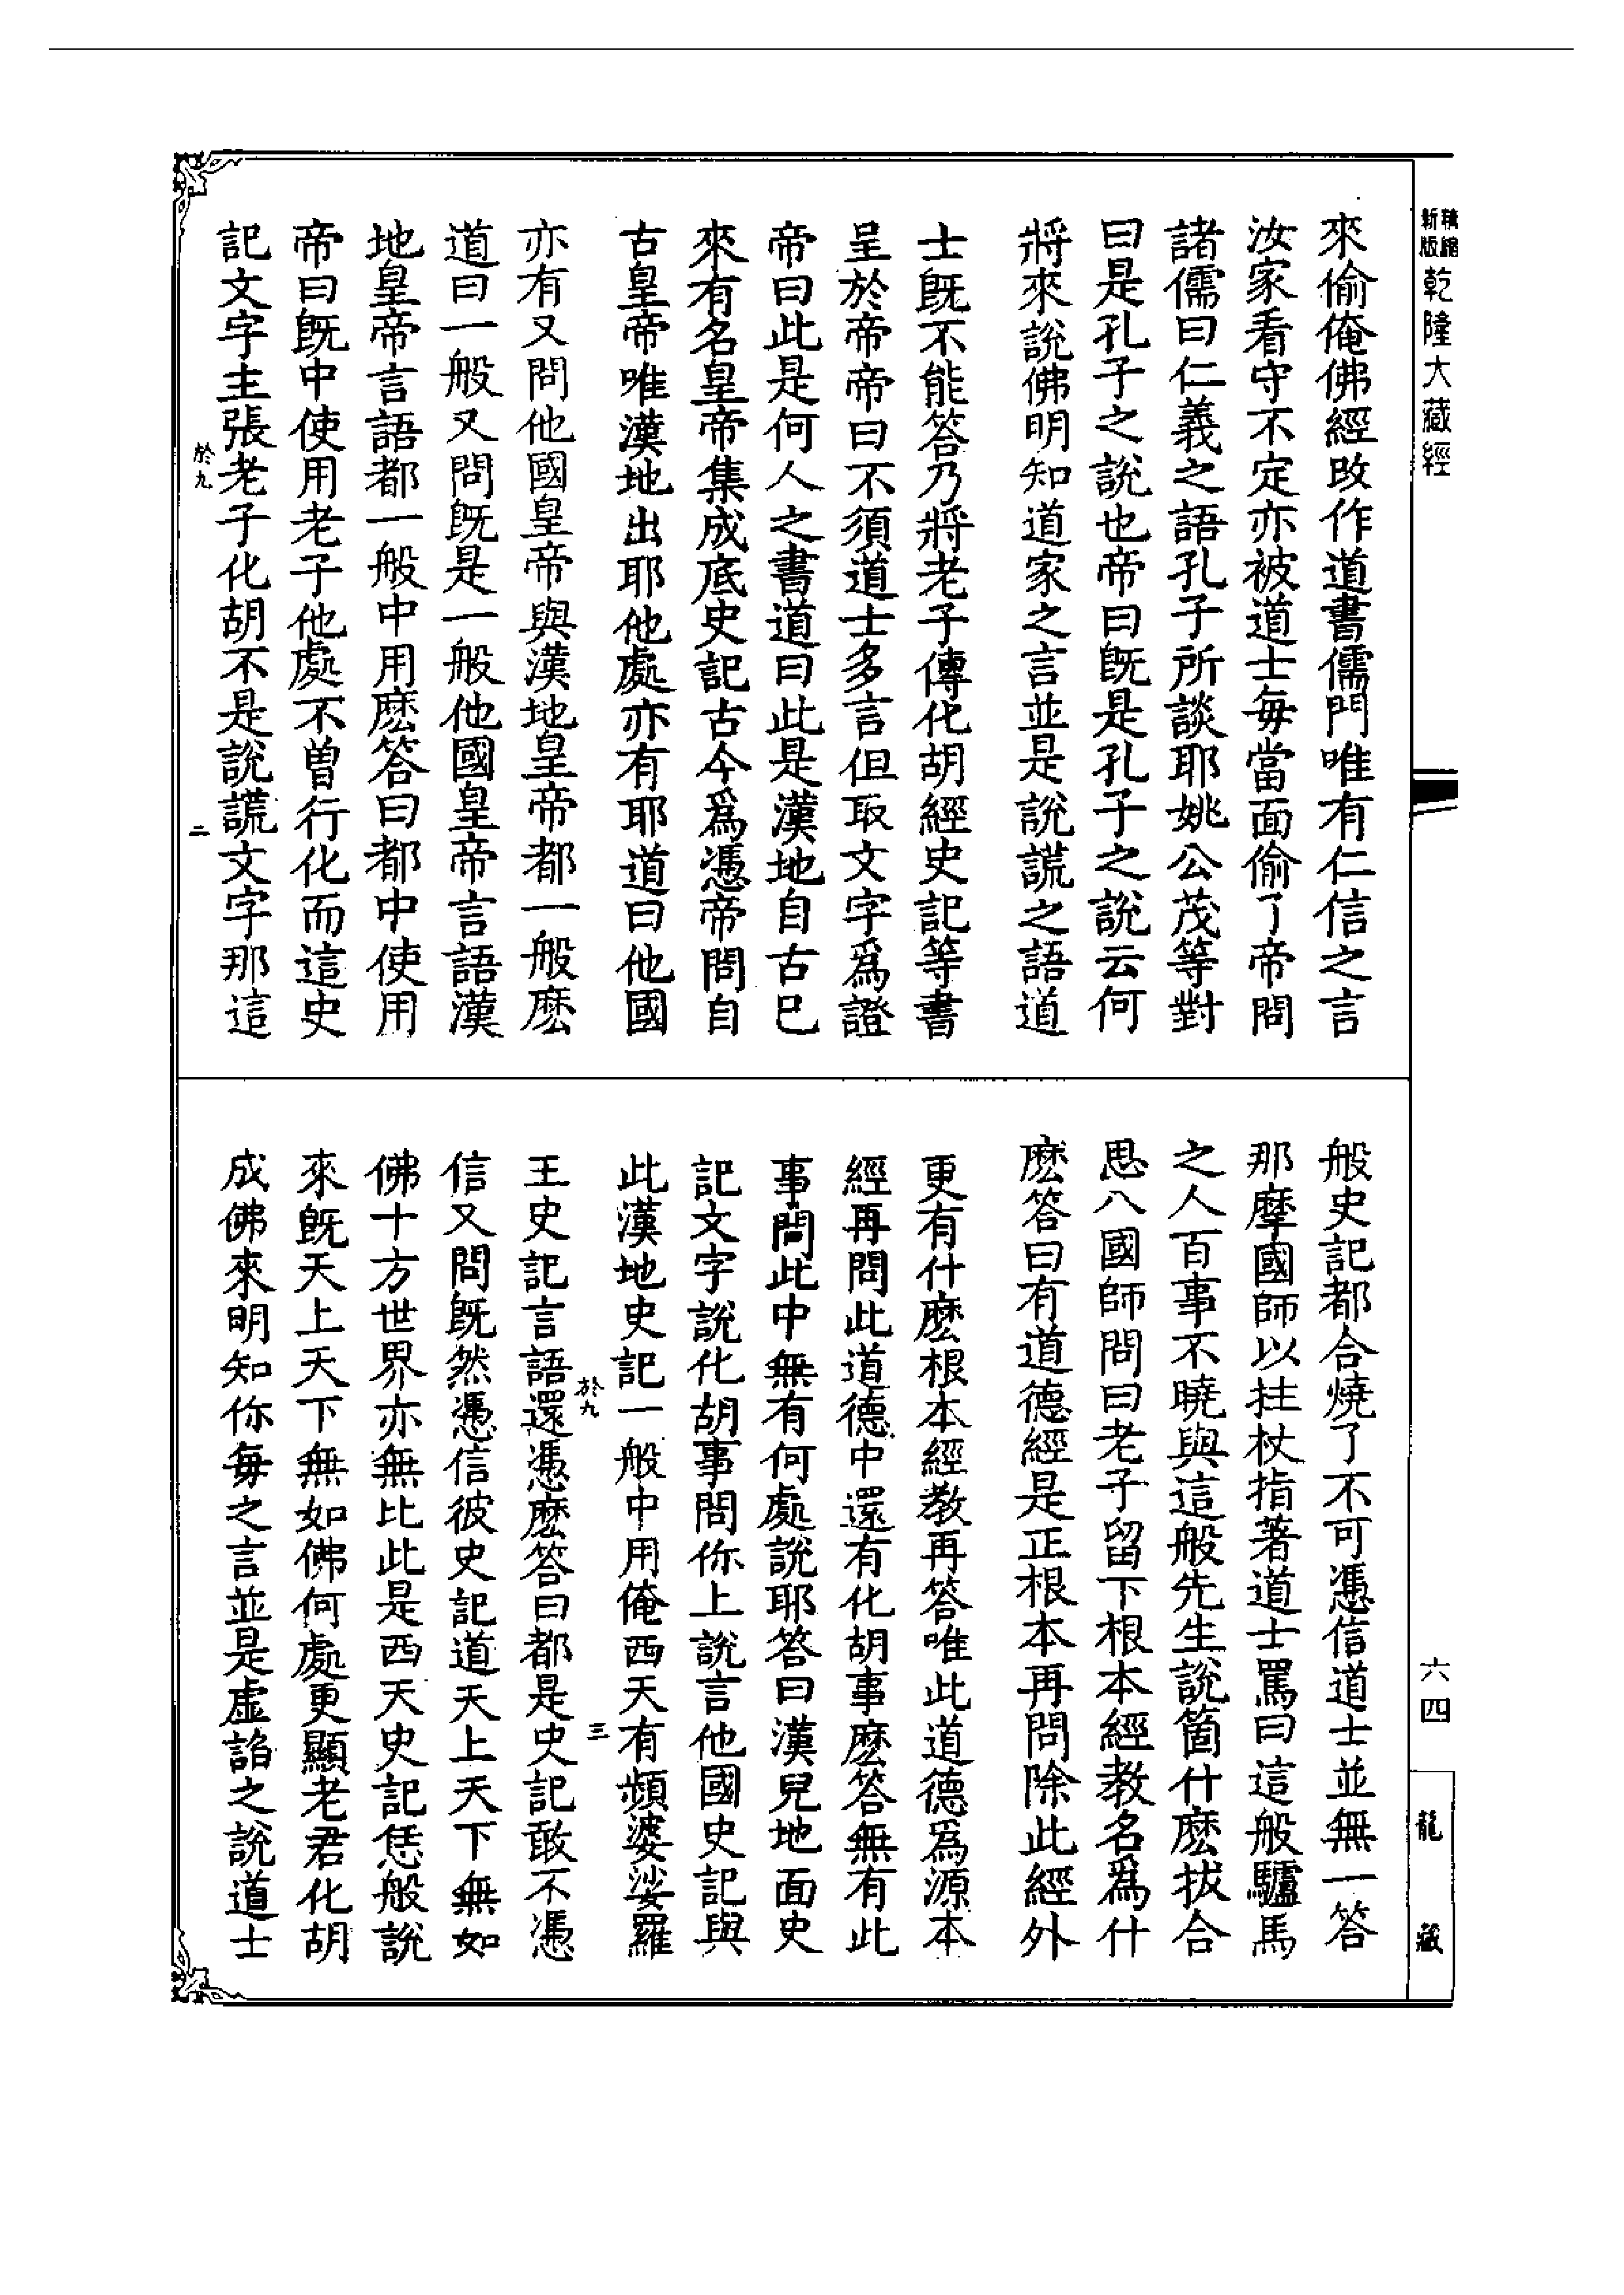 精縮新版乾隆大藏經
來偷俺佛經改作道書儒門唯有仁信之言
汝家看守不定亦被道士每當面偷了帝問
諸儒曰仁義之語孔子所談耶姚公茂等對
曰是孔子之說也帝曰既是孔子之說云何
將來說佛明知道家之言並是說謊之語道
士既不能答乃將老子傳化胡經史記等書
呈於帝帝曰不須道士多言但取文字爲證
帝曰此是何人之書道曰此是漢地自古巳
來有名皇帝集成底史記古今爲憑帝問自
古皇帝唯漢地出耶他處亦有耶道曰他國
亦有又問他國皇帝與漢地皇帝都一般麽
道曰一般又問既是一般他國皇帝言語漢
地皇帝言語都一般中用麽答曰都中使用
帝曰既中使用老子他處不曾行化而這史
記文字主張老子化胡不是說謊文字那這
於九
二
般史記都合燒了不可憑信道士並無一答
那摩國師以拄杖指著道士罵曰這般驢馬
之人百事不曉與這般先生說箇什麽拔合
思八國師問曰老子留下根本經教名爲什
麽答曰有道德經是正根本再問除此經外
更有什麽根本經教再答唯此道德爲源本
經再問此道德中還有化胡事麽答無有此
事問此中無有何處說耶答曰漢兒地面史
記文字說化胡事問你上說言他國史記與
此漢地史記一般中用俺西天有頻婆娑羅
於九
三
王史記言語還憑麽答曰都是史記敢不憑
信又問既然憑信彼史記道天上天下無如
佛十方世界亦無比此是西天史記恁般說
來既天上天下無如佛何處更顯老君化胡
成佛來明知你每之言並是虛謟之說道士
六四
龍藏